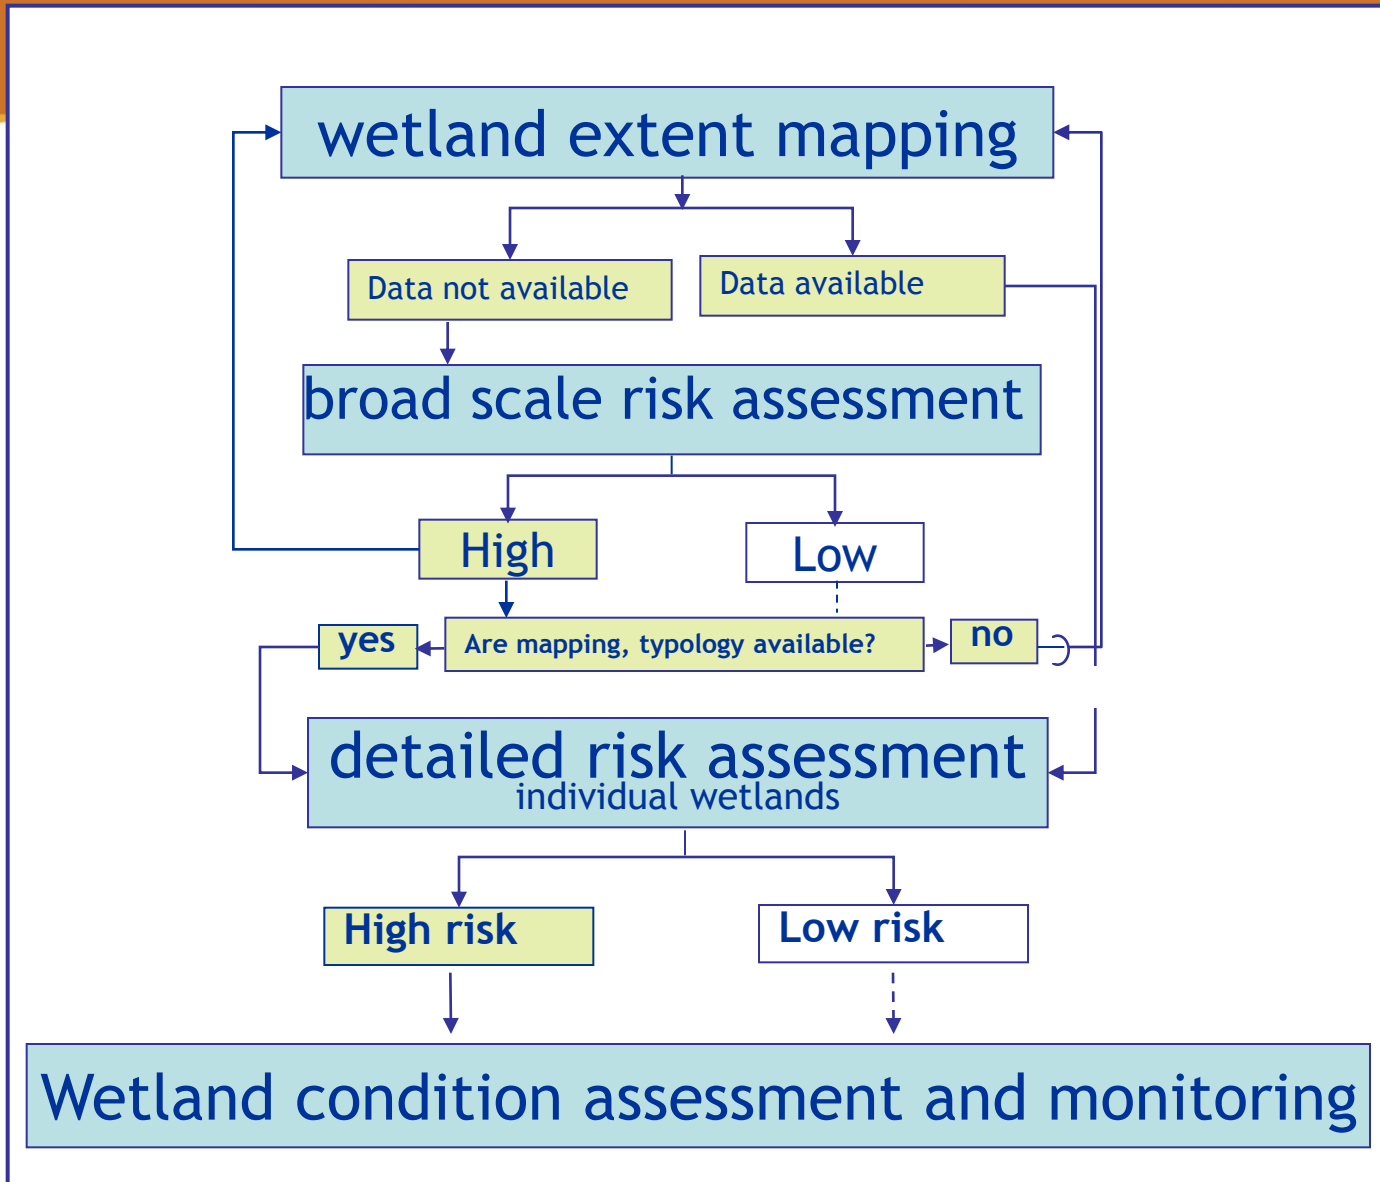 wetland extent mapping
Data not available
Data available
broad scale risk assessment
High
Low
yes
Are mapping, typology available?
no
detailed risk assessment
individual wetlands
High risk
Low risk
Wetland condition assessment and monitoring